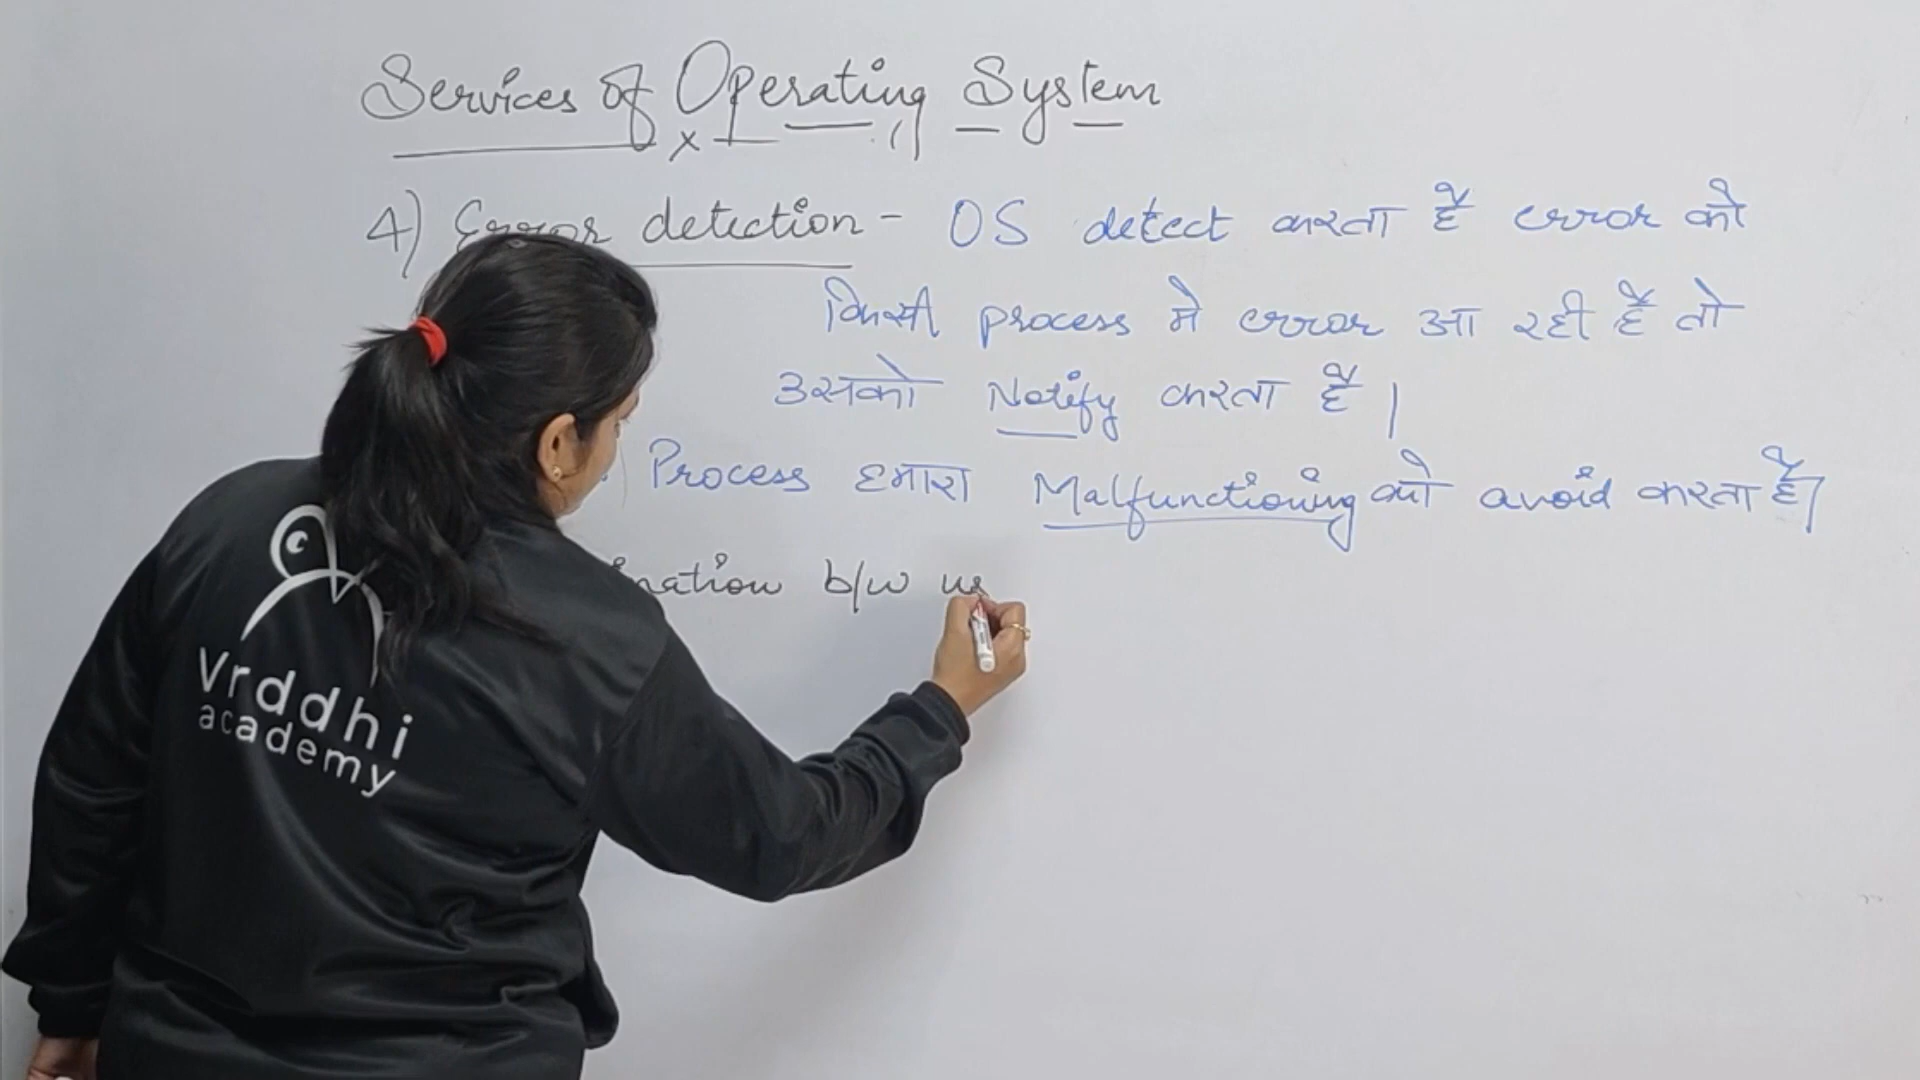 Services of Operating System
4) Error detection - OS detect करता है error को
किसी process मे error आ रही है तो
उसको Notify करता है।
Process हमारा Malfunctioning को avoid करता है।
b/w
Vrddhi
academy